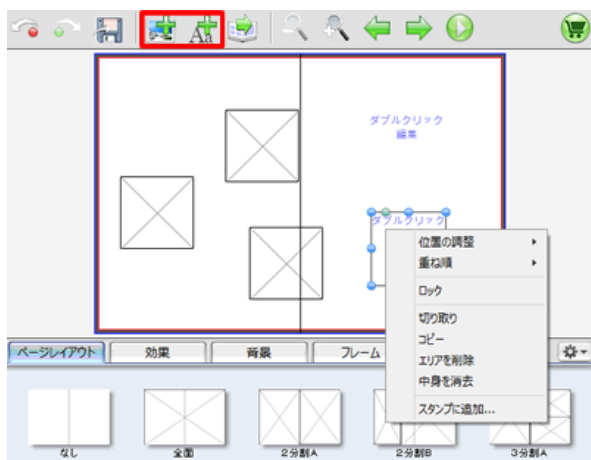 Aa
ダブルクリック
編集
ダブルクリック
位置の調整
重ね順
ロック
切り取り
コピー
エリアを削除
中身を消去
スタンプに追加...
ページレイアウト
効果
背景
フレーム
なし
全面
2分割A
2分割B
3分割A